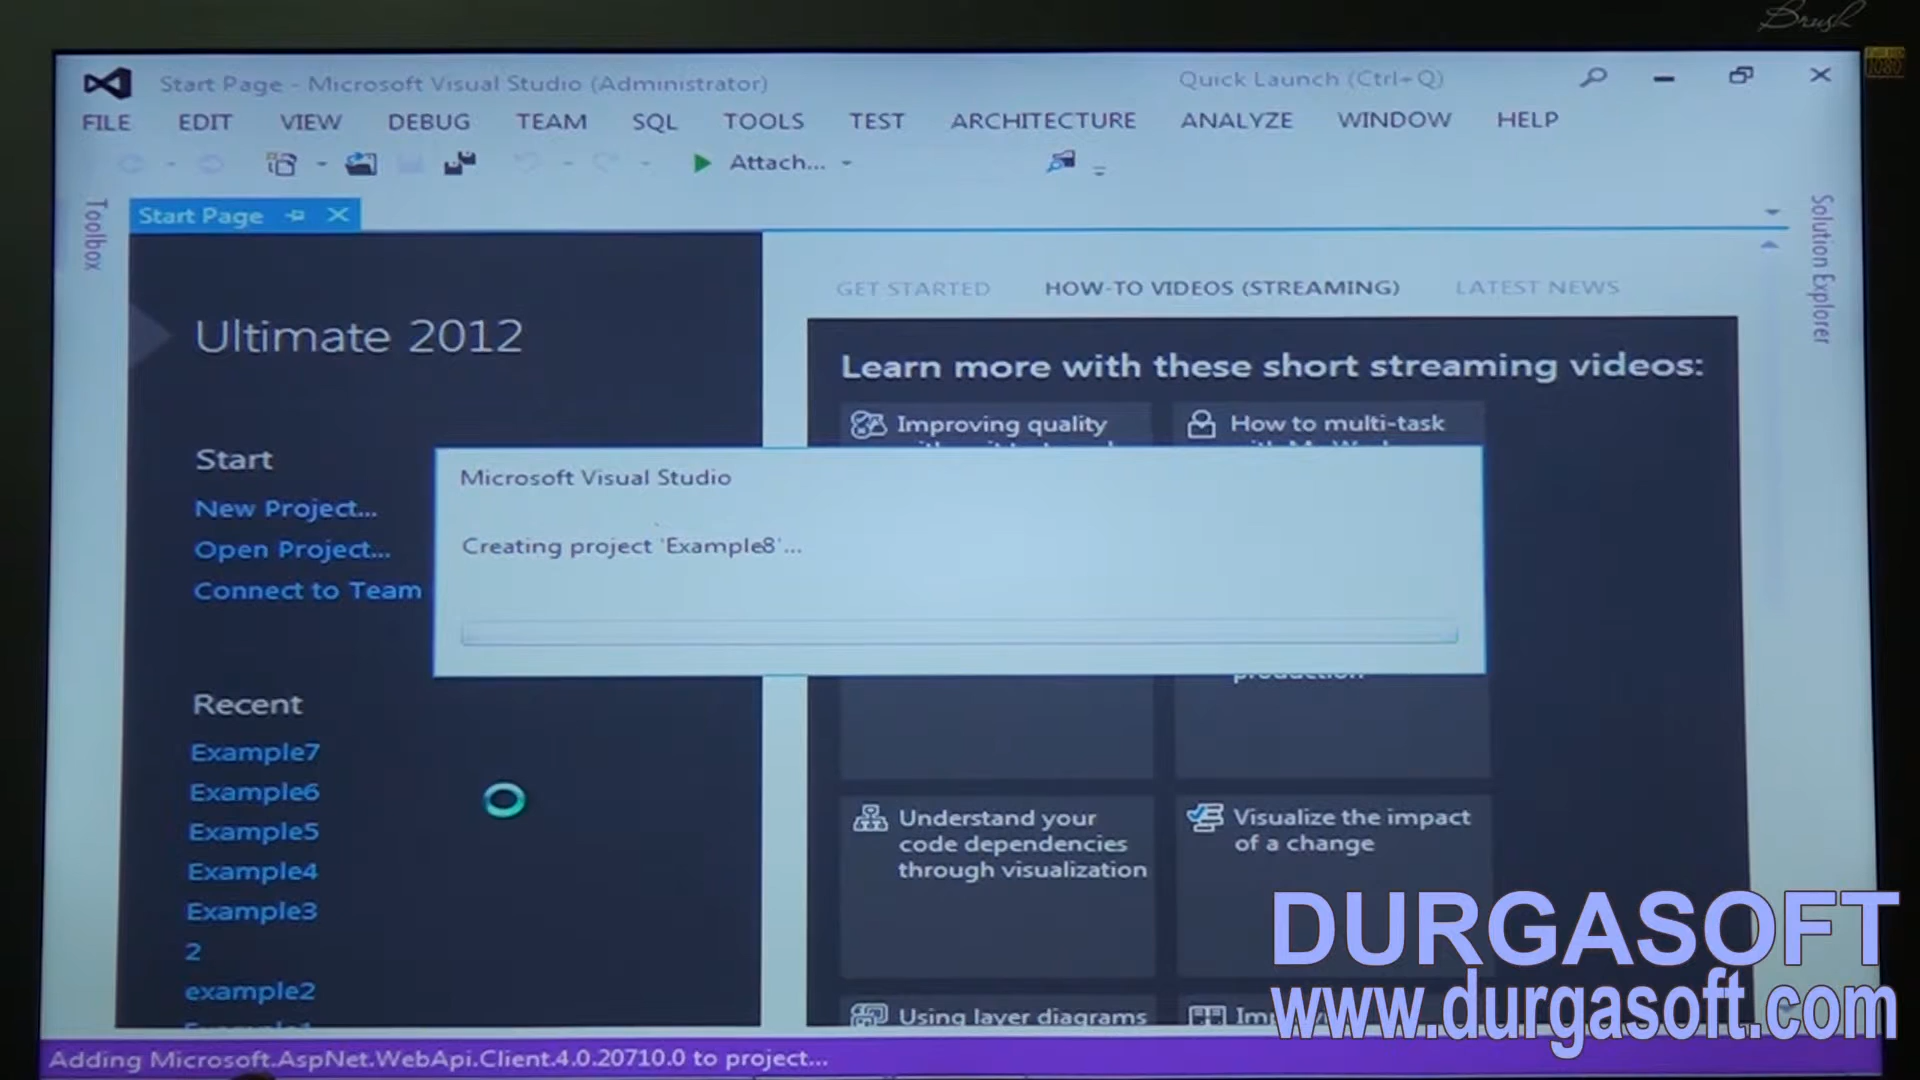 Brush
FULL HD
1080
Start Page - Microsoft Visual Studio (Administrator)
Quick Launch (Ctrl+Q)
FILE EDIT VIEW DEBUG TEAM SQL TOOLS TEST ARCHITECTURE ANALYZE WINDOW HELP
Attach...
Toolbox
Start Page
Solution Explorer
Ultimate 2012
Start
New Project...
Open Project...
Connect to Team
Recent
Example7
Example6
Example5
Example4
Example3
2
example2
GET STARTED HOW-TO VIDEOS (STREAMING) LATEST NEWS
Learn more with these short streaming videos:
Improving quality
How to multi-task
Microsoft Visual Studio
Creating project 'Example8'...
production
Understand your
code dependencies
through visualization
Visualize the impact
of a change
Using layer diagrams
DURGASOFT
www.durgasoft.com
Adding Microsoft.AspNet.WebApi.Client.4.0.20710.0 to project...